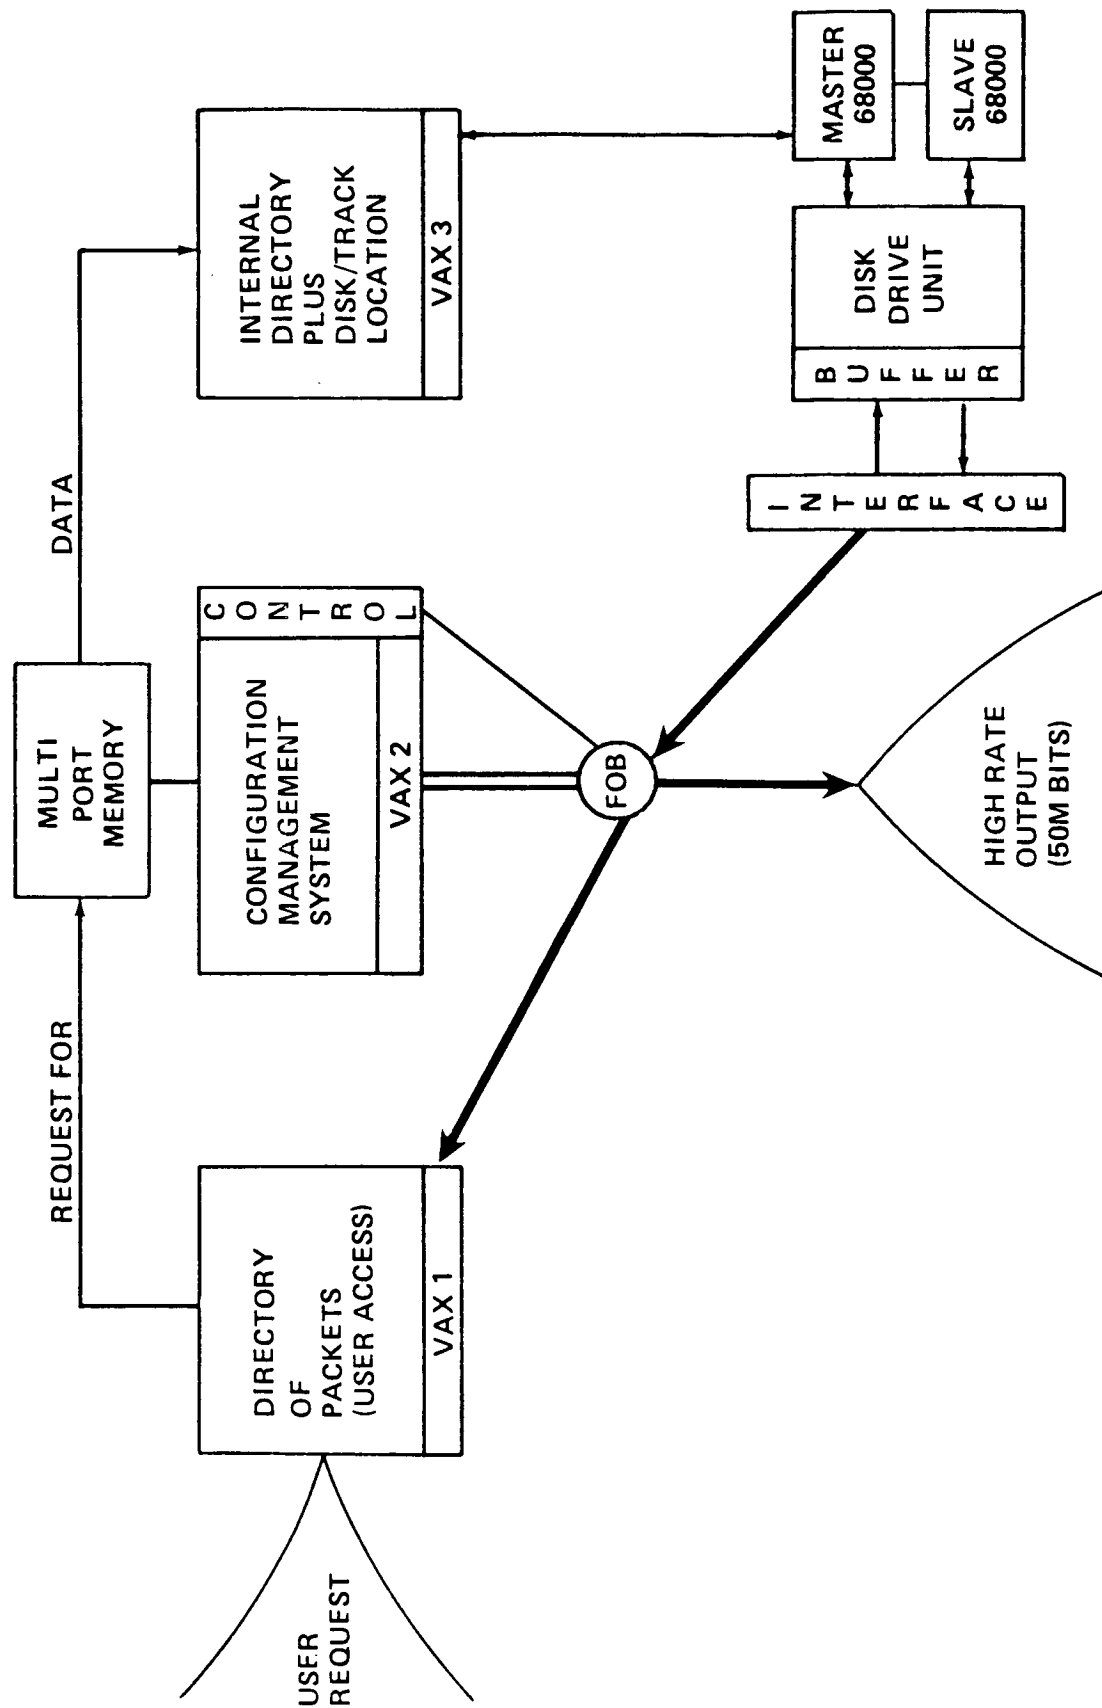 USER
REQUEST
DIRECTORY
OF
PACKETS
(USER ACCESS)
VAX 1
REQUEST FOR
MULTI
PORT
MEMORY
DATA
CONFIGURATION
MANAGEMENT
SYSTEM
VAX 2
CONTROL
INTERNAL
DIRECTORY
PLUS
DISK/TRACK
LOCATION
VAX 3
FOB
HIGH RATE
OUTPUT
(50M BITS)
INTERFACE
BUFFER
DISK
DRIVE
UNIT
MASTER
68000
SLAVE
68000